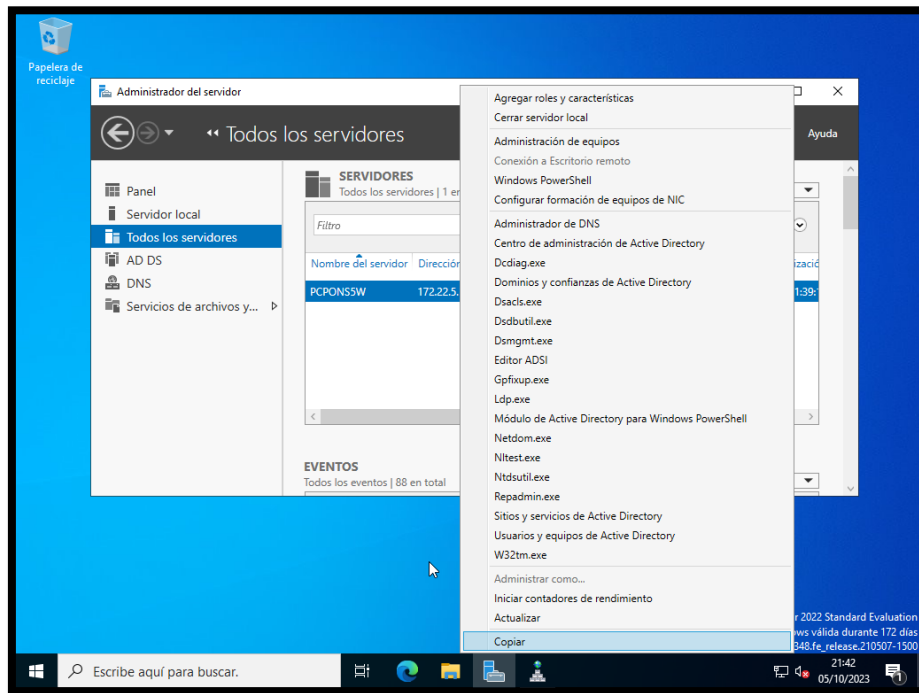 Papelera de
reciclaje
Administrador del servidor
Todos los servidores
Ayuda
Panel
Servidor local
Todos los servidores
AD DS
DNS
Servicios de archivos y...
SERVIDORES
Todos los servidores | 1
Filtro
Nombre del servidor
PCPONS5W 172.22.5.
EVENTOS
Todos los eventos | 88 en total
Agregar roles y características
Cerrar servidor local
Administración de equipos
Conexión a Escritorio remoto
Windows PowerShell
Configurar formación de equipos de NIC
Administrador de DNS
Centro de administración de Active Directory
Dcdiag.exe
Dominios y confianzas de Active Directory
Dsacls.exe
Dsdbutil.exe
Dsmgmt.exe
Editor ADSI
Gpfixup.exe
Ldp.exe
Módulo de Active Directory para Windows PowerShell
Netdom.exe
Nltest.exe
Ntdsutil.exe
Repadmin.exe
Sitios y servicios de Active Directory
Usuarios y equipos de Active Directory
W32tm.exe
Administrar como...
Iniciar contadores de rendimiento
Actualizar
Copiar
2022 Standard Evaluation
válida durante 172 días
348.fe_release.210507-1500
Escribe aquí para buscar.
21:42
05/10/2023
1